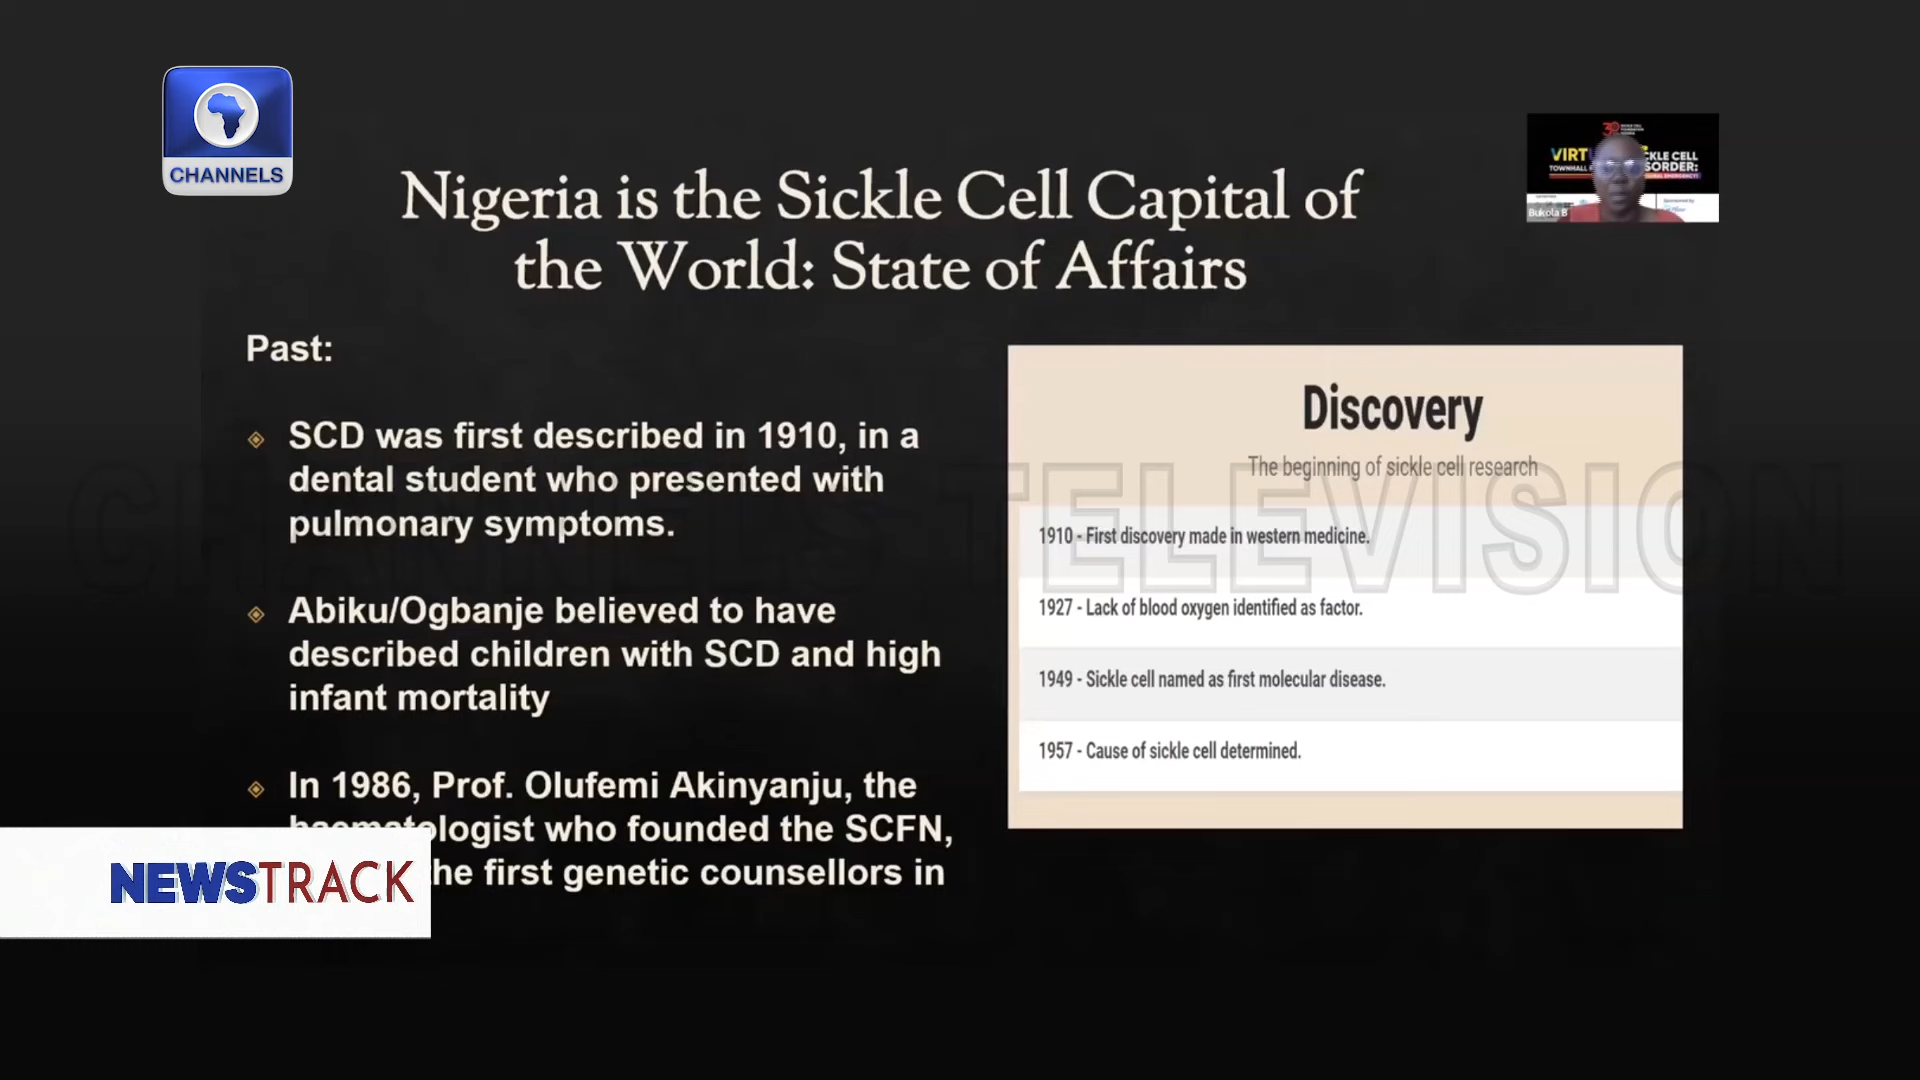 CHANNELS
Nigeria is the Sickle Cell Capital of
the World: State of Affairs
Past:
SCD was first described in 1910, in a
dental student who presented with
pulmonary symptoms.
Abiku/Ogbanje believed to have
described children with SCD and high
infant mortality
In 1986, Prof. Olufemi Akinyanju, the
haematologist who founded the SCFN,
the first genetic counsellors in
Discovery
The beginning of sickle cell research
1910 - First discovery made in western medicine.
1927 - Lack of blood oxygen identified as factor.
1949 - Sickle cell named as first molecular disease.
1957 - Cause of sickle cell determined.
CHANNELS TELEVISION
NEWSTRACK
Bukola B